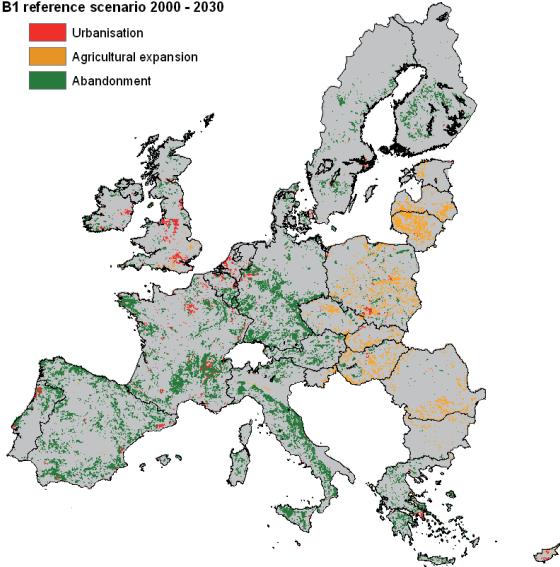 B1 reference scenario 2000 - 2030
Urbanisation
Agricultural expansion
Abandonment